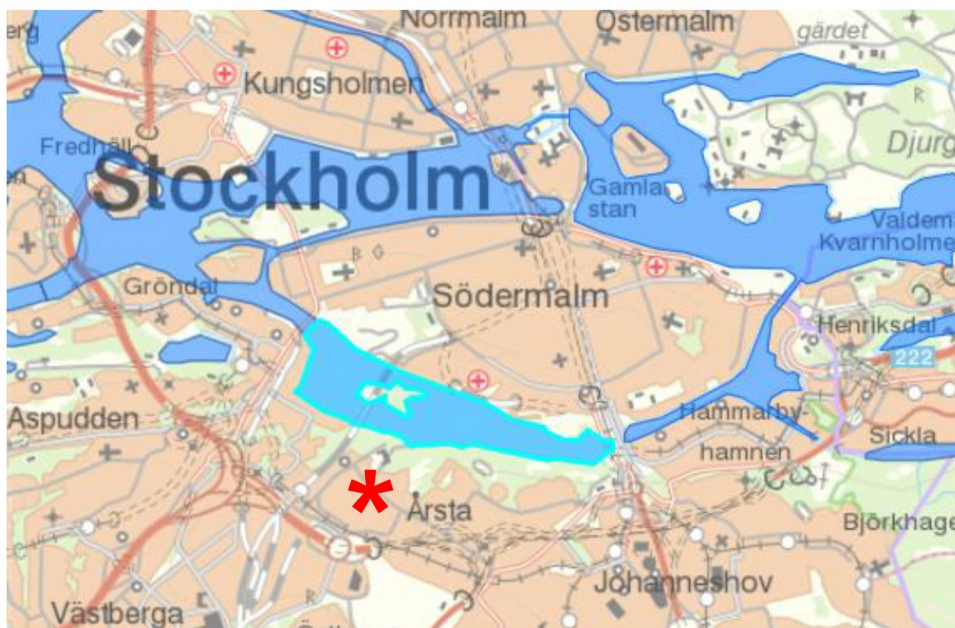 Norrmalm
Östermalm
gärdet
Kungsholmen
Fredhäll
Djurg
Stockholm
Gamla
stan
Valdem
Kvarnholme
Gröndal
Södermalm
Henriksdal
222
Aspudden
Hammarby-
hamnen
Sickla
*
Årsta
Björkhage
Johanneshov
Västberga